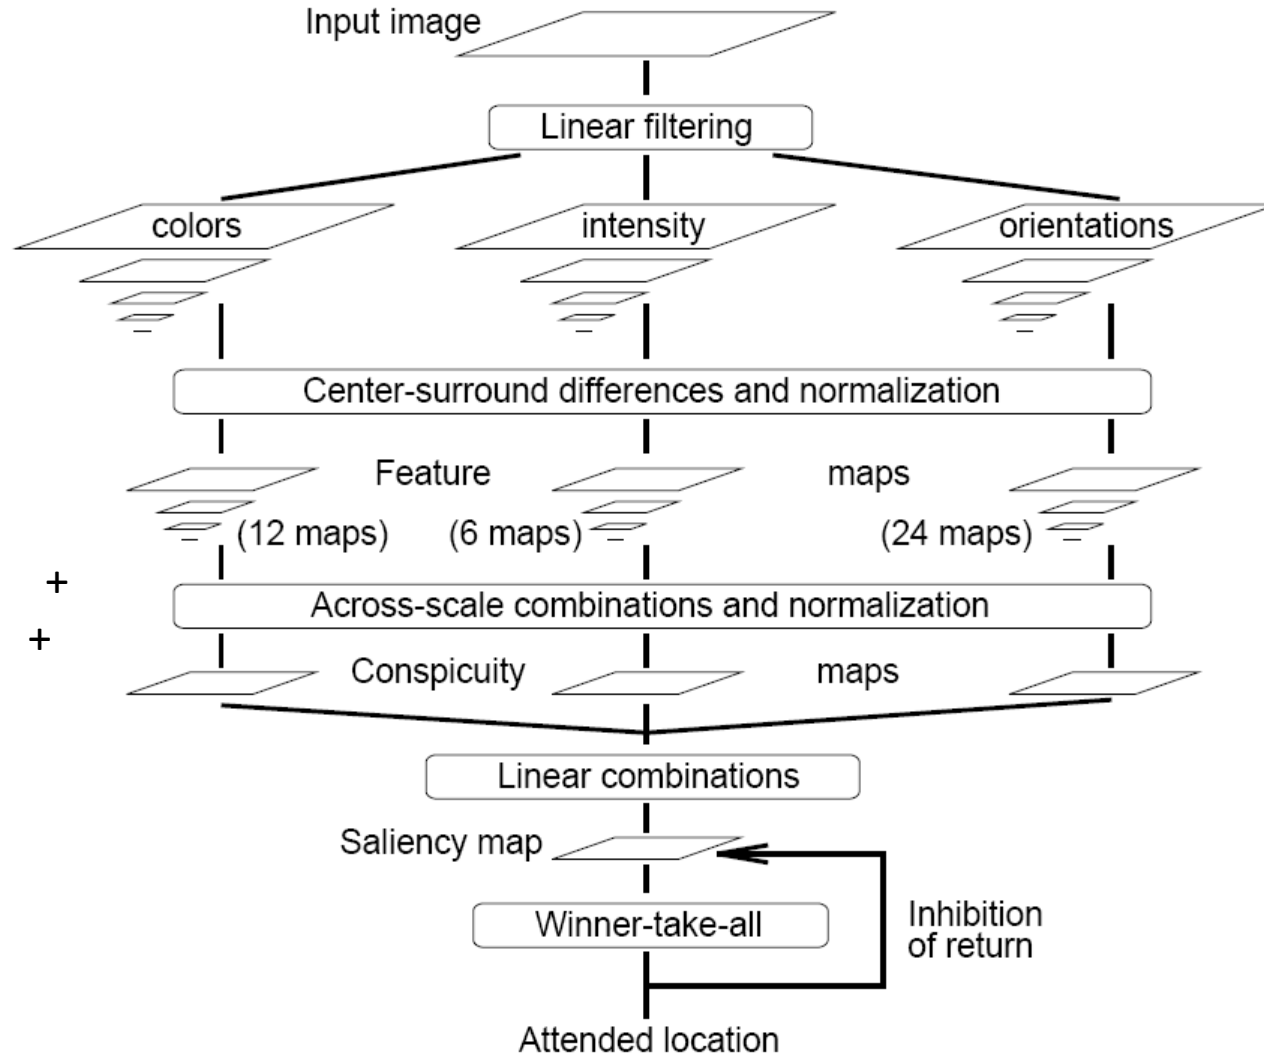 Input image
Linear filtering
colors intensity orientations
Center-surround differences and normalization
Feature maps
(12 maps) (6 maps) (24 maps)
+
Across-scale combinations and normalization
+
Conspicuity maps
Linear combinations
Saliency map
Winner-take-all
Inhibition
of return
Attended location